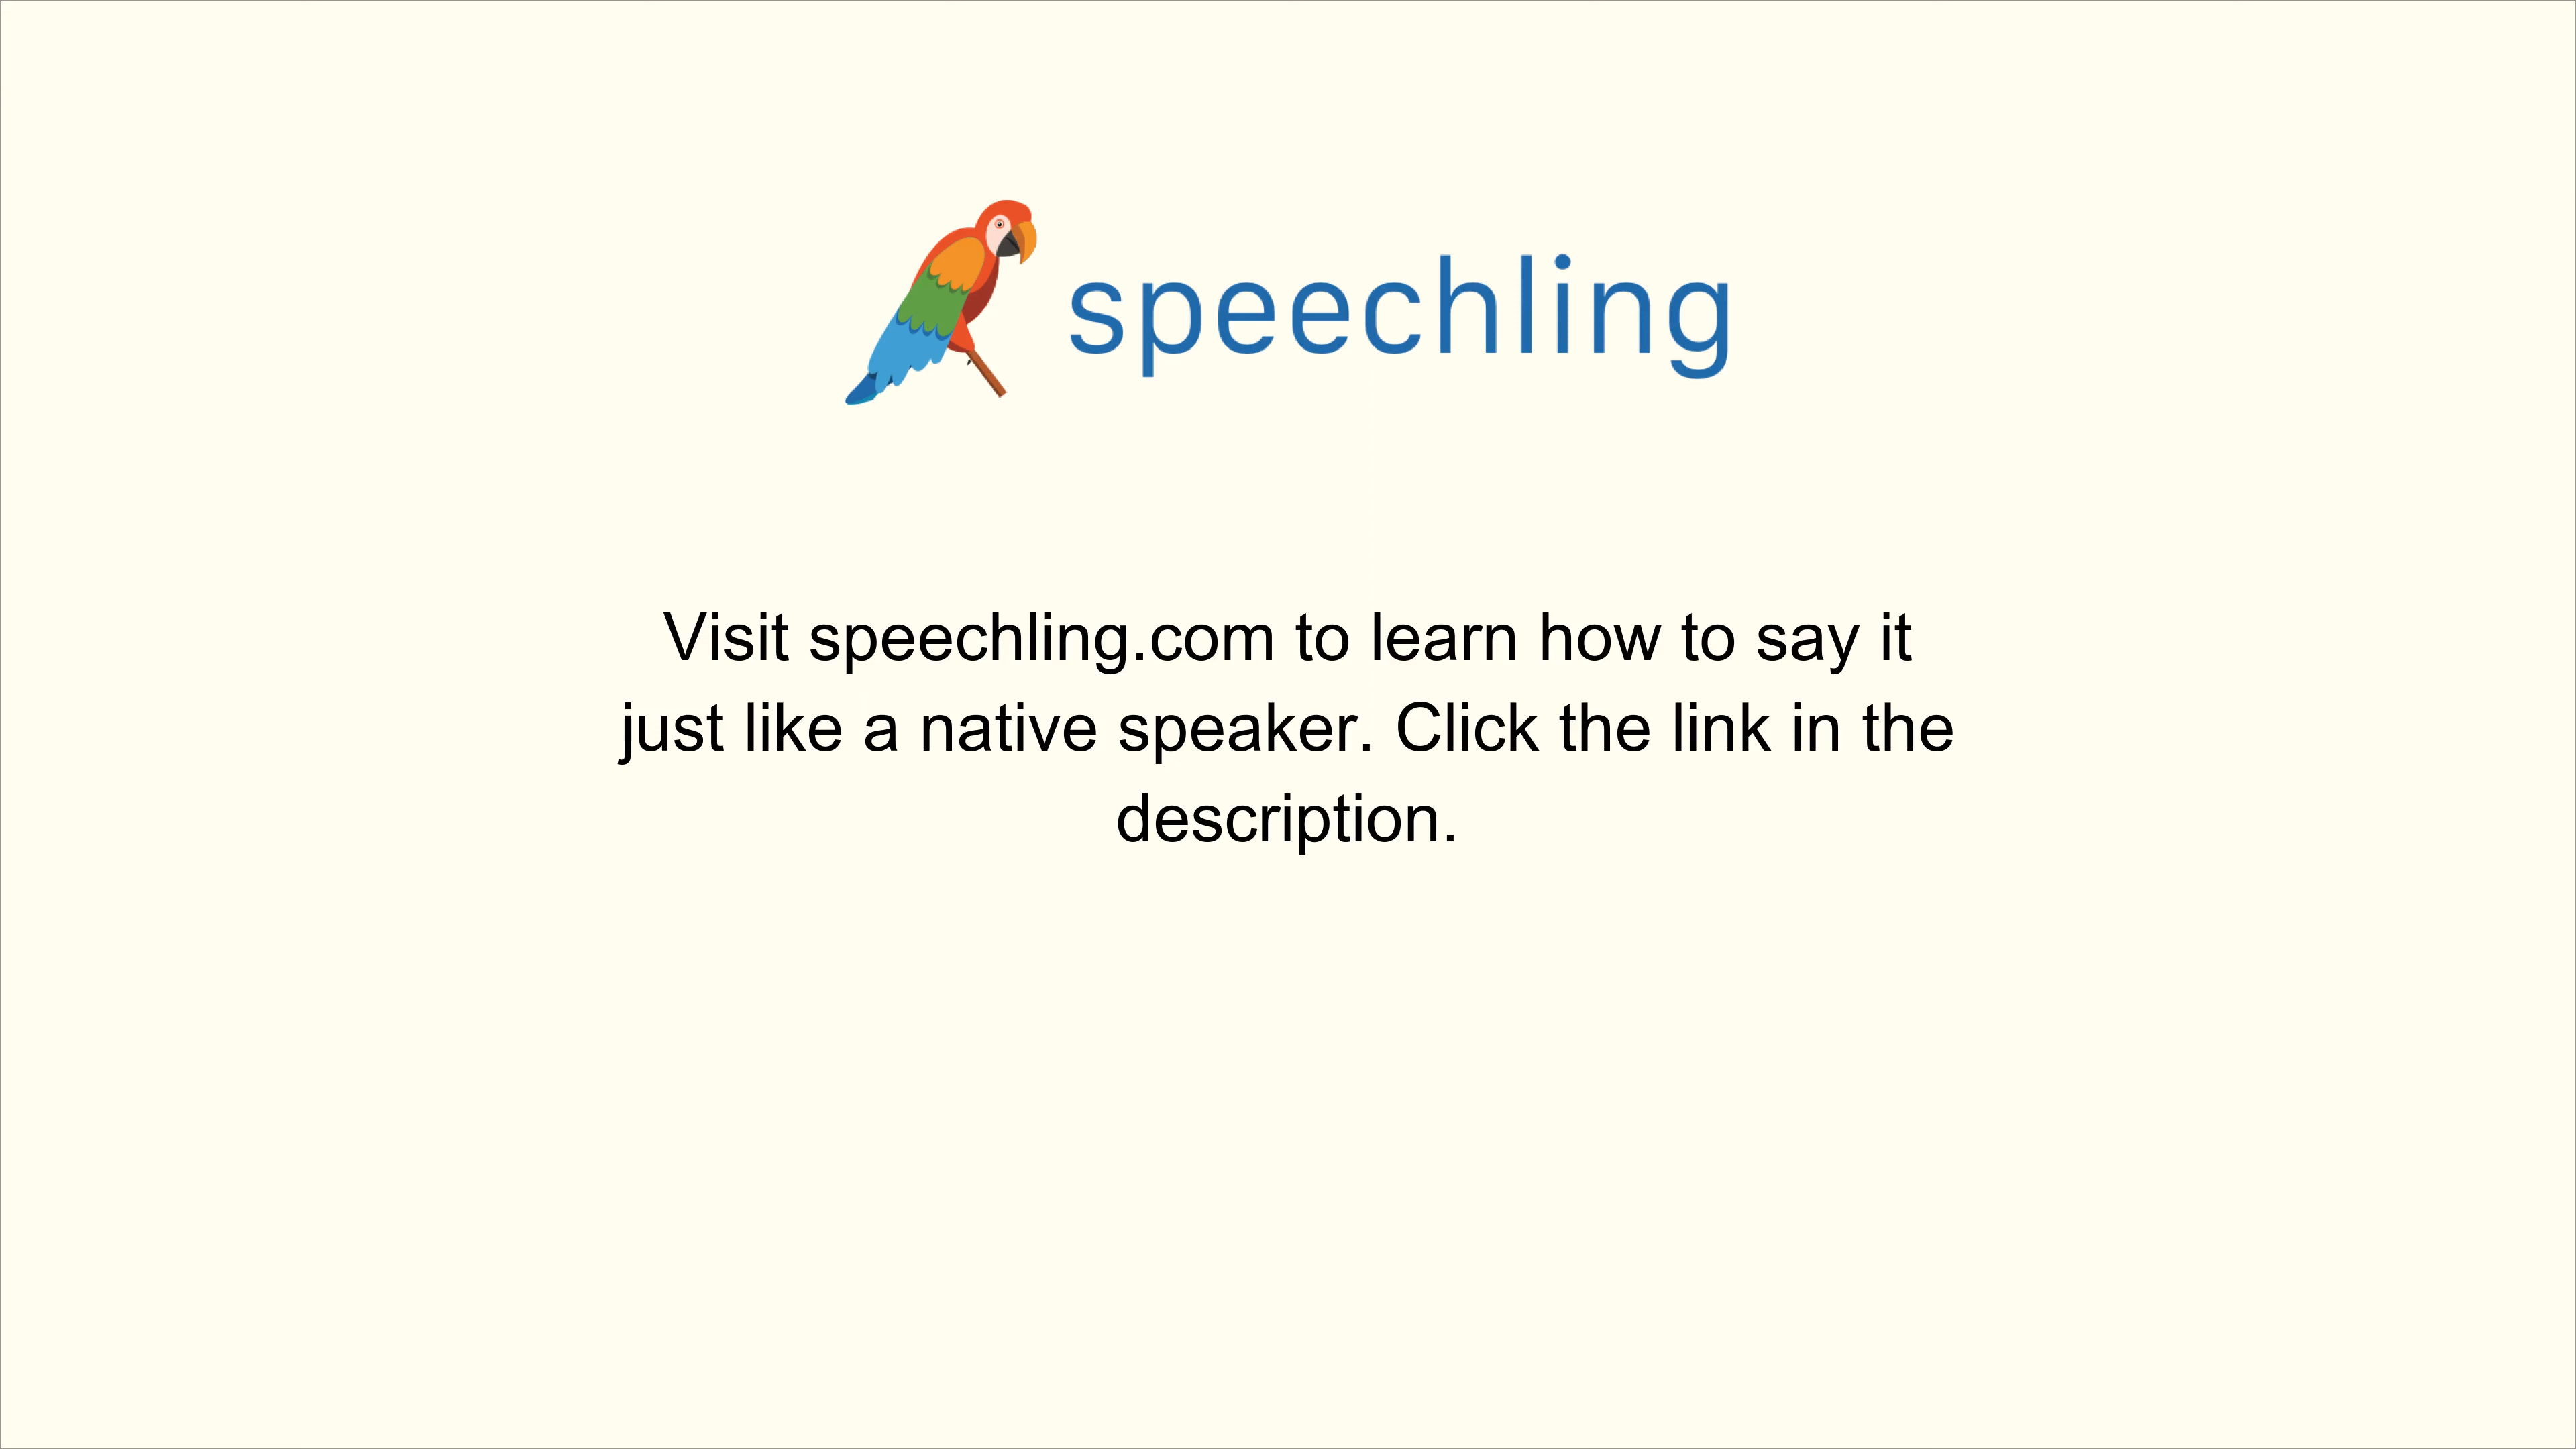 speechling
Visit speechling.com to learn how to say it
just like a native speaker. Click the link in the
description.